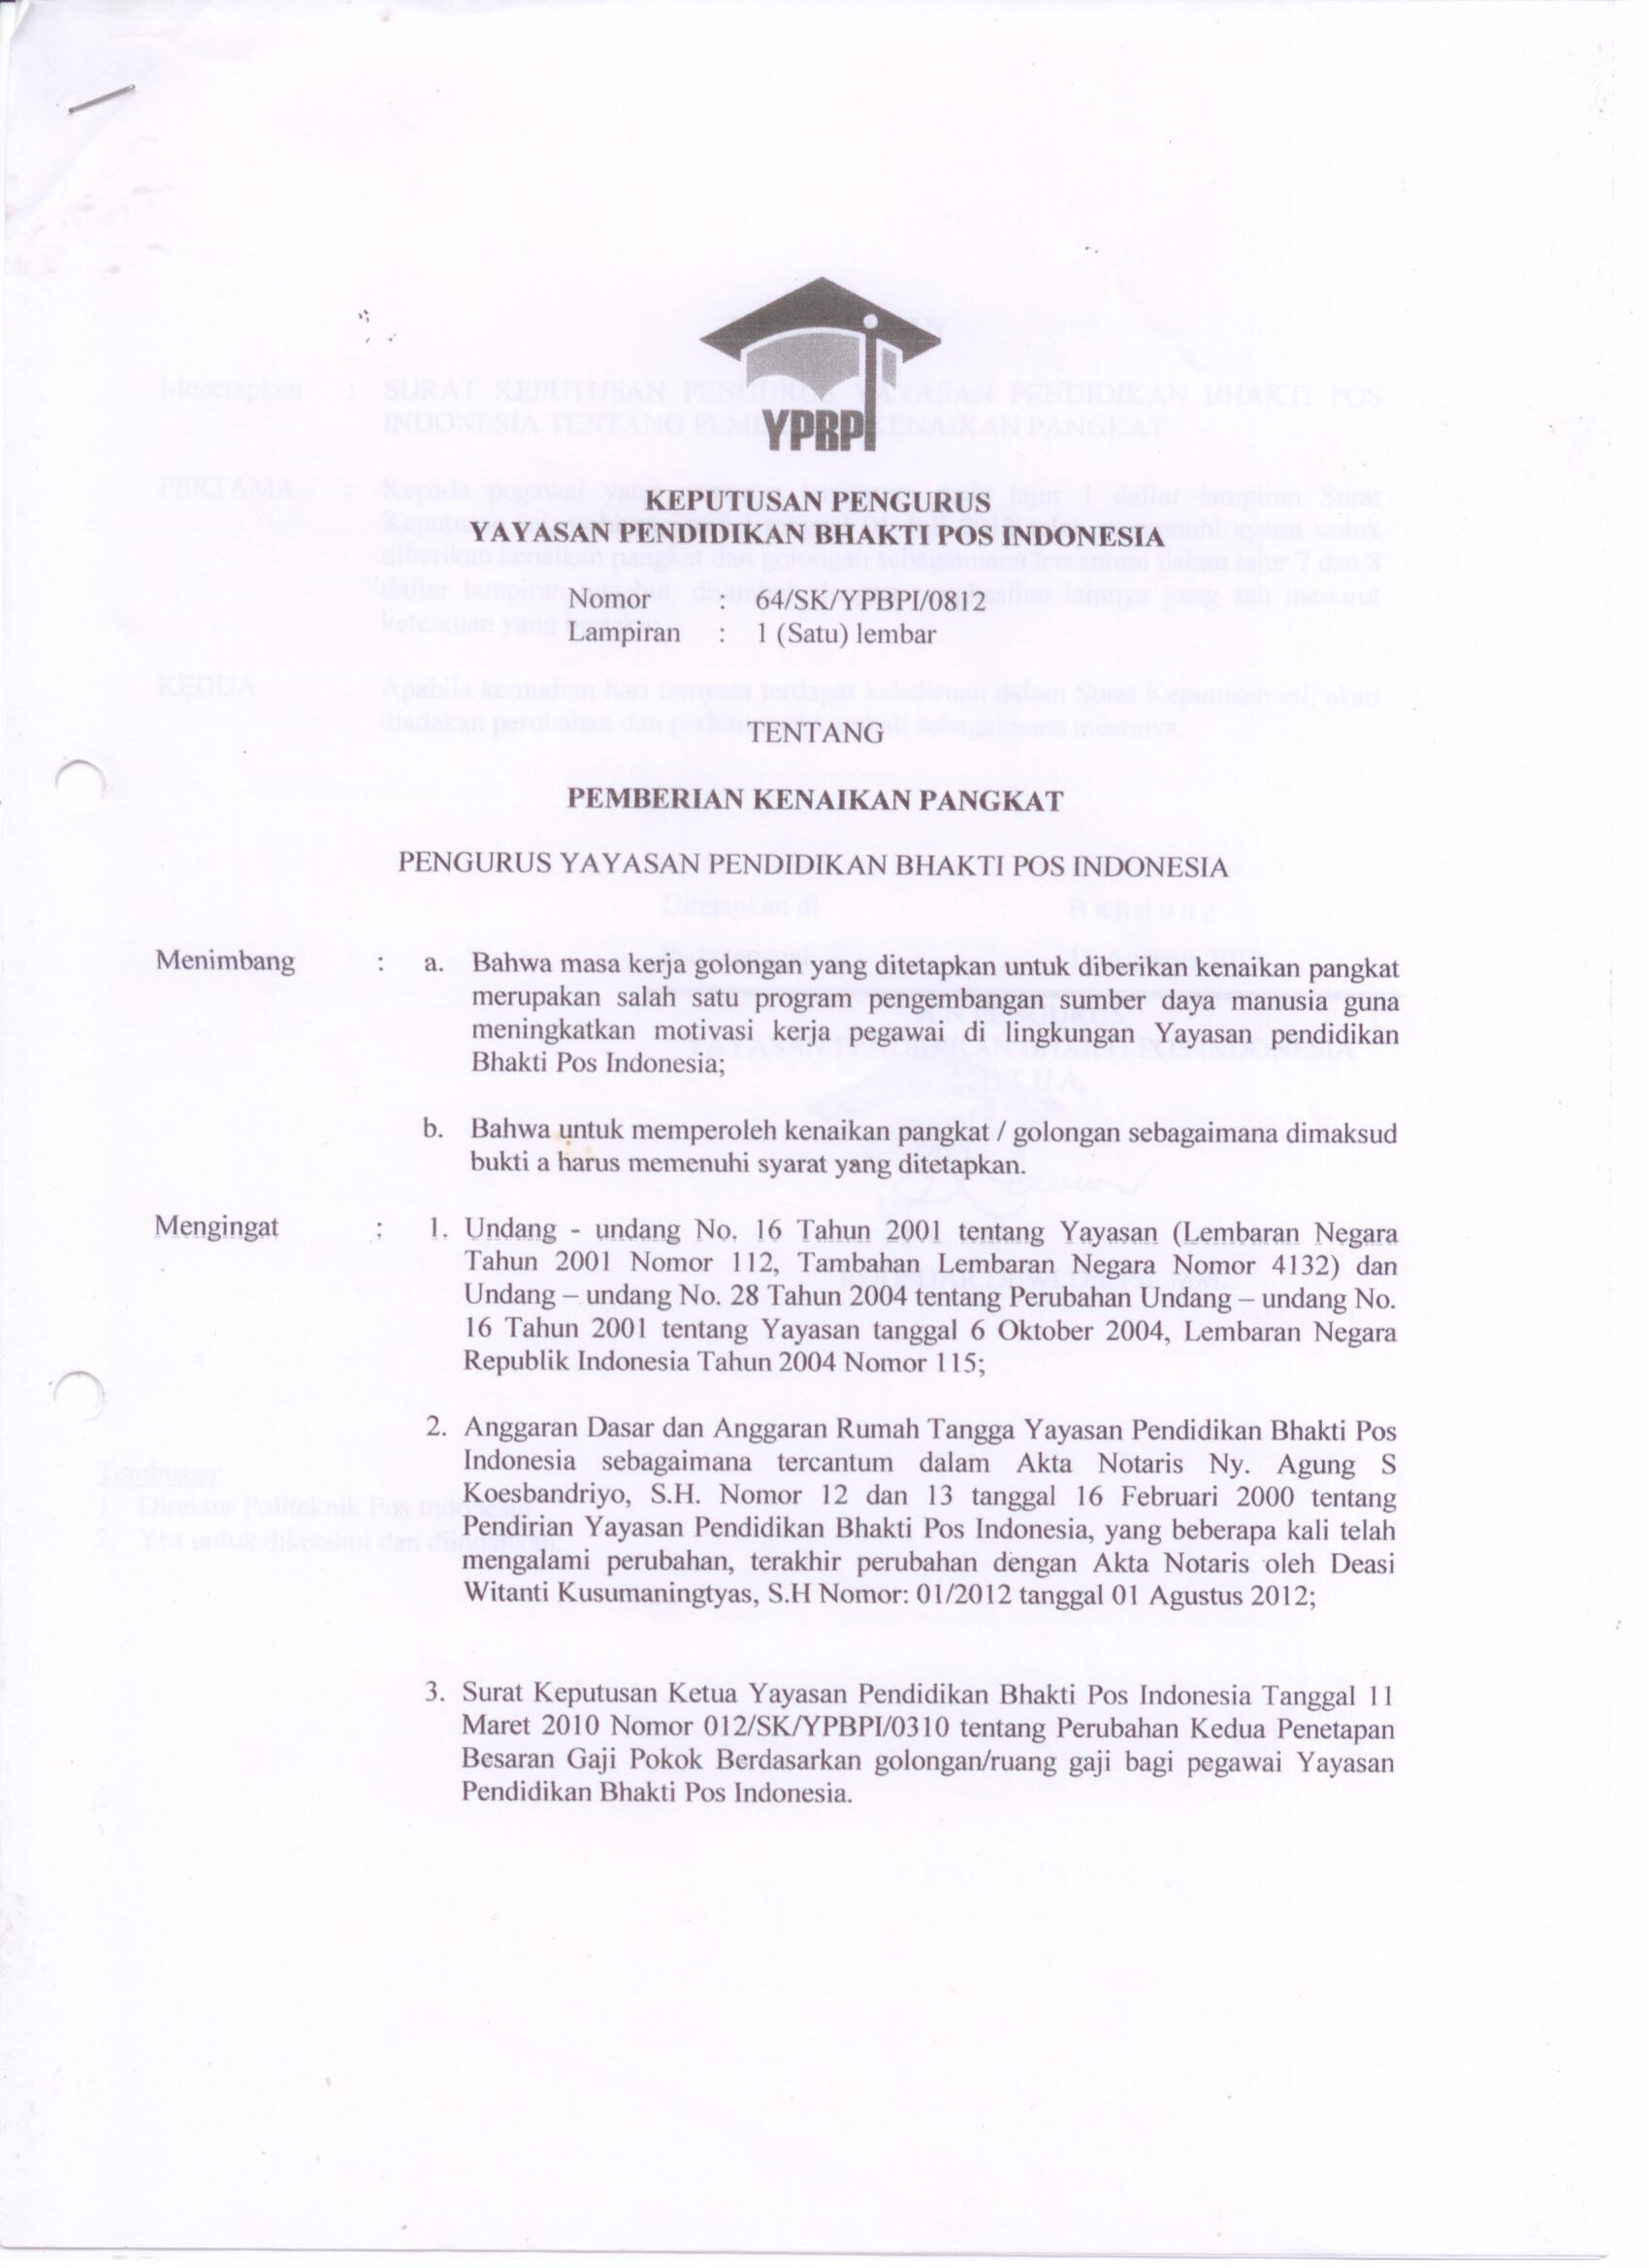 YPBPI
KEPUTUSAN PENGURUS
YAYASAN PENDIDIKAN BHAKTI POS INDONESIA
Nomor : 64/SK/YPBPI/0812
Lampiran : 1 (Satu) lembar
TENTANG
PEMBERIAN KENAIKAN PANGKAT
PENGURUS YAYASAN PENDIDIKAN BHAKTI POS INDONESIA
Menimbang : a. Bahwa masa kerja golongan yang ditetapkan untuk diberikan kenaikan pangkat
merupakan salah satu program pengembangan sumber daya manusia guna
meningkatkan motivasi kerja pegawai di lingkungan Yayasan pendidikan
Bhakti Pos Indonesia;
b. Bahwa untuk memperoleh kenaikan pangkat / golongan sebagaimana dimaksud
bukti a harus memenuhi syarat yang ditetapkan.
Mengingat : 1. Undang - undang No. 16 Tahun 2001 tentang Yayasan (Lembaran Negara
Tahun 2001 Nomor 112, Tambahan Lembaran Negara Nomor 4132) dan
Undang – undang No. 28 Tahun 2004 tentang Perubahan Undang – undang No.
16 Tahun 2001 tentang Yayasan tanggal 6 Oktober 2004, Lembaran Negara
Republik Indonesia Tahun 2004 Nomor 115;
2. Anggaran Dasar dan Anggaran Rumah Tangga Yayasan Pendidikan Bhakti Pos
Indonesia sebagaimana tercantum dalam Akta Notaris Ny. Agung S
Koesbandriyo, S.H. Nomor 12 dan 13 tanggal 16 Februari 2000 tentang
Pendirian Yayasan Pendidikan Bhakti Pos Indonesia, yang beberapa kali telah
mengalami perubahan, terakhir perubahan dengan Akta Notaris oleh Deasi
Witanti Kusumaningtyas, S.H Nomor: 01/2012 tanggal 01 Agustus 2012;
3. Surat Keputusan Ketua Yayasan Pendidikan Bhakti Pos Indonesia Tanggal 11
Maret 2010 Nomor 012/SK/YPBPI/0310 tentang Perubahan Kedua Penetapan
Besaran Gaji Pokok Berdasarkan golongan/ruang gaji bagi pegawai Yayasan
Pendidikan Bhakti Pos Indonesia.